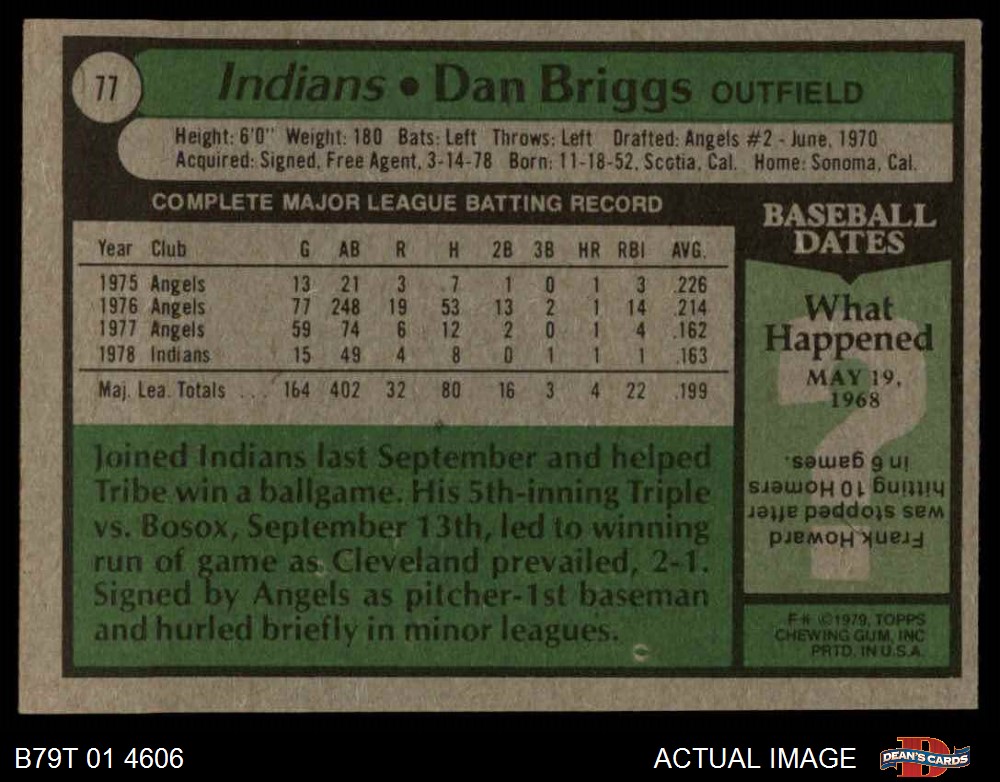 77
Indians • Dan Briggs OUTFIELD
Height: 6'0" Weight: 180 Bats: Left Throws: Left Drafted: Angels #2 - June, 1970
Acquired: Signed, Free Agent, 3-14-78 Born: 11-18-52, Scotia, Cal. Home: Sonoma, Cal.
COMPLETE MAJOR LEAGUE BATTING RECORD
Year Club G AB R H 2B 3B HR RBI AVG.
1975 Angels 13 21 3 7 1 0 1 3 .226
1976 Angels 77 248 19 53 13 2 1 14 .214
1977 Angels 59 74 6 12 2 0 1 4 .162
1978 Indians 15 49 4 8 0 1 1 1 .163
Maj. Lea. Totals ... 164 402 32 80 16 3 4 22 .199
Joined Indians last September and helped
Tribe win a ballgame. His 5th-inning Triple
vs. Bosox, September 13th, led to winning
run of game as Cleveland prevailed, 2-1.
Signed by Angels as pitcher-1st baseman
and hurled briefly in minor leagues.
BASEBALL
DATES
What
Happened
MAY 19,
1968
?
Frank Howard
was stopped after
hitting 10 Homers
in 6 games.
©1979, TOPPS
CHEWING GUM, INC
PRTD. IN U.S.A.
B79T 01 4606
ACTUAL IMAGE
DEAN'S CARDS